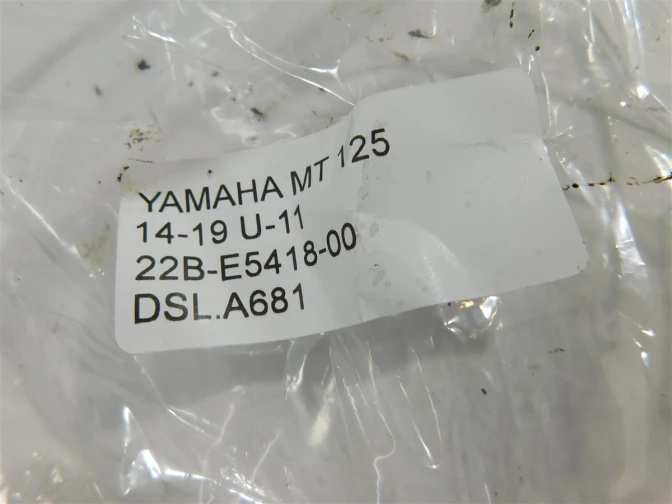 YAMAHA MT 125
14-19 U-11
22B-E5418-00
DSL.A681